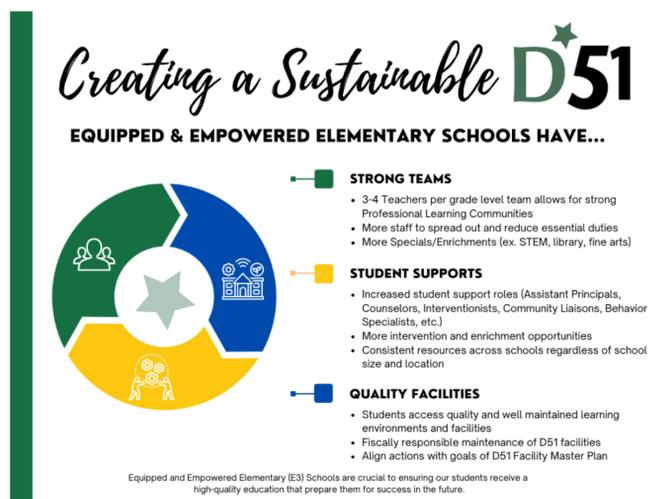 Creating a Sustainable D51
EQUIPPED & EMPOWERED ELEMENTARY SCHOOLS HAVE...
STRONG TEAMS
• 3-4 Teachers per grade level team allows for strong
Professional Learning Communities
• More staff to spread out and reduce essential duties
• More Specials/Enrichments (ex. STEM, library, fine arts)
STUDENT SUPPORTS
• Increased student support roles (Assistant Principals,
Counselors, Interventionists, Community Liaisons, Behavior
Specialists, etc.)
• More intervention and enrichment opportunities
• Consistent resources across schools regardless of school
size and location
QUALITY FACILITIES
• Students access quality and well maintained learning
environments and facilities
• Fiscally responsible maintenance of D51 facilities
• Align actions with goals of D51 Facility Master Plan
Equipped and Empowered Elementary (E3) Schools are crucial to ensuring our students receive a
high-quality education that prepare them for success in the future.